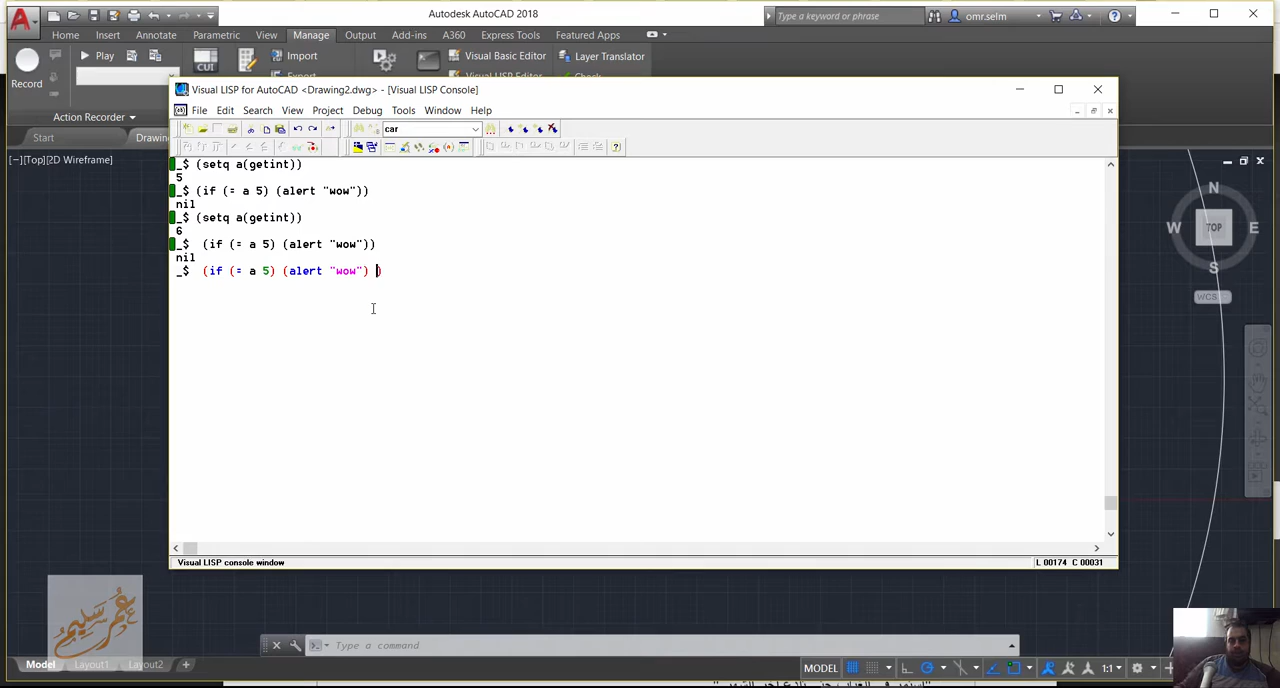 Autodesk AutoCAD 2018
Type a keyword or phrase
omr.selm
Home Insert Annotate Parametric View Manage Output Add-ins A360 Express Tools Featured Apps
Play
Import
Visual Basic Editor
Layer Translator
Record
CUI
Action Recorder
Start
Drawing
Visual LISP for AutoCAD <Drawing2.dwg> - [Visual LISP Console]
File Edit Search View Project Debug Tools Window Help
car
[−][Top][2D Wireframe]
_$ (setq a(getint))
5
_$ (if (= a 5) (alert "wow"))
nil
_$ (setq a(getint))
6
_$ (if (= a 5) (alert "wow"))
nil
_$ (if (= a 5) (alert "wow") )
N
W TOP E
S
WCS
Visual LISP console window
L 00174 C 00031
عمر سليم
Type a command
Model Layout1 Layout2 +
MODEL
1:1